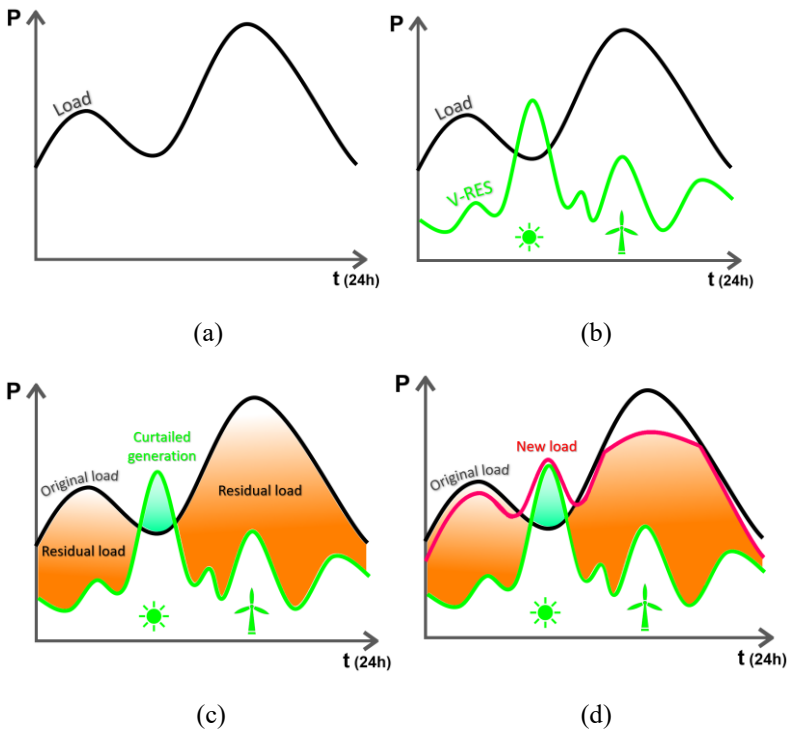 P
Load
t (24h)
(a)
P
Load
V-RES
t (24h)
(b)
P
Original load
Curtailed
generation
Residual load
Residual load
t (24h)
(c)
P
Original load
New load
t (24h)
(d)